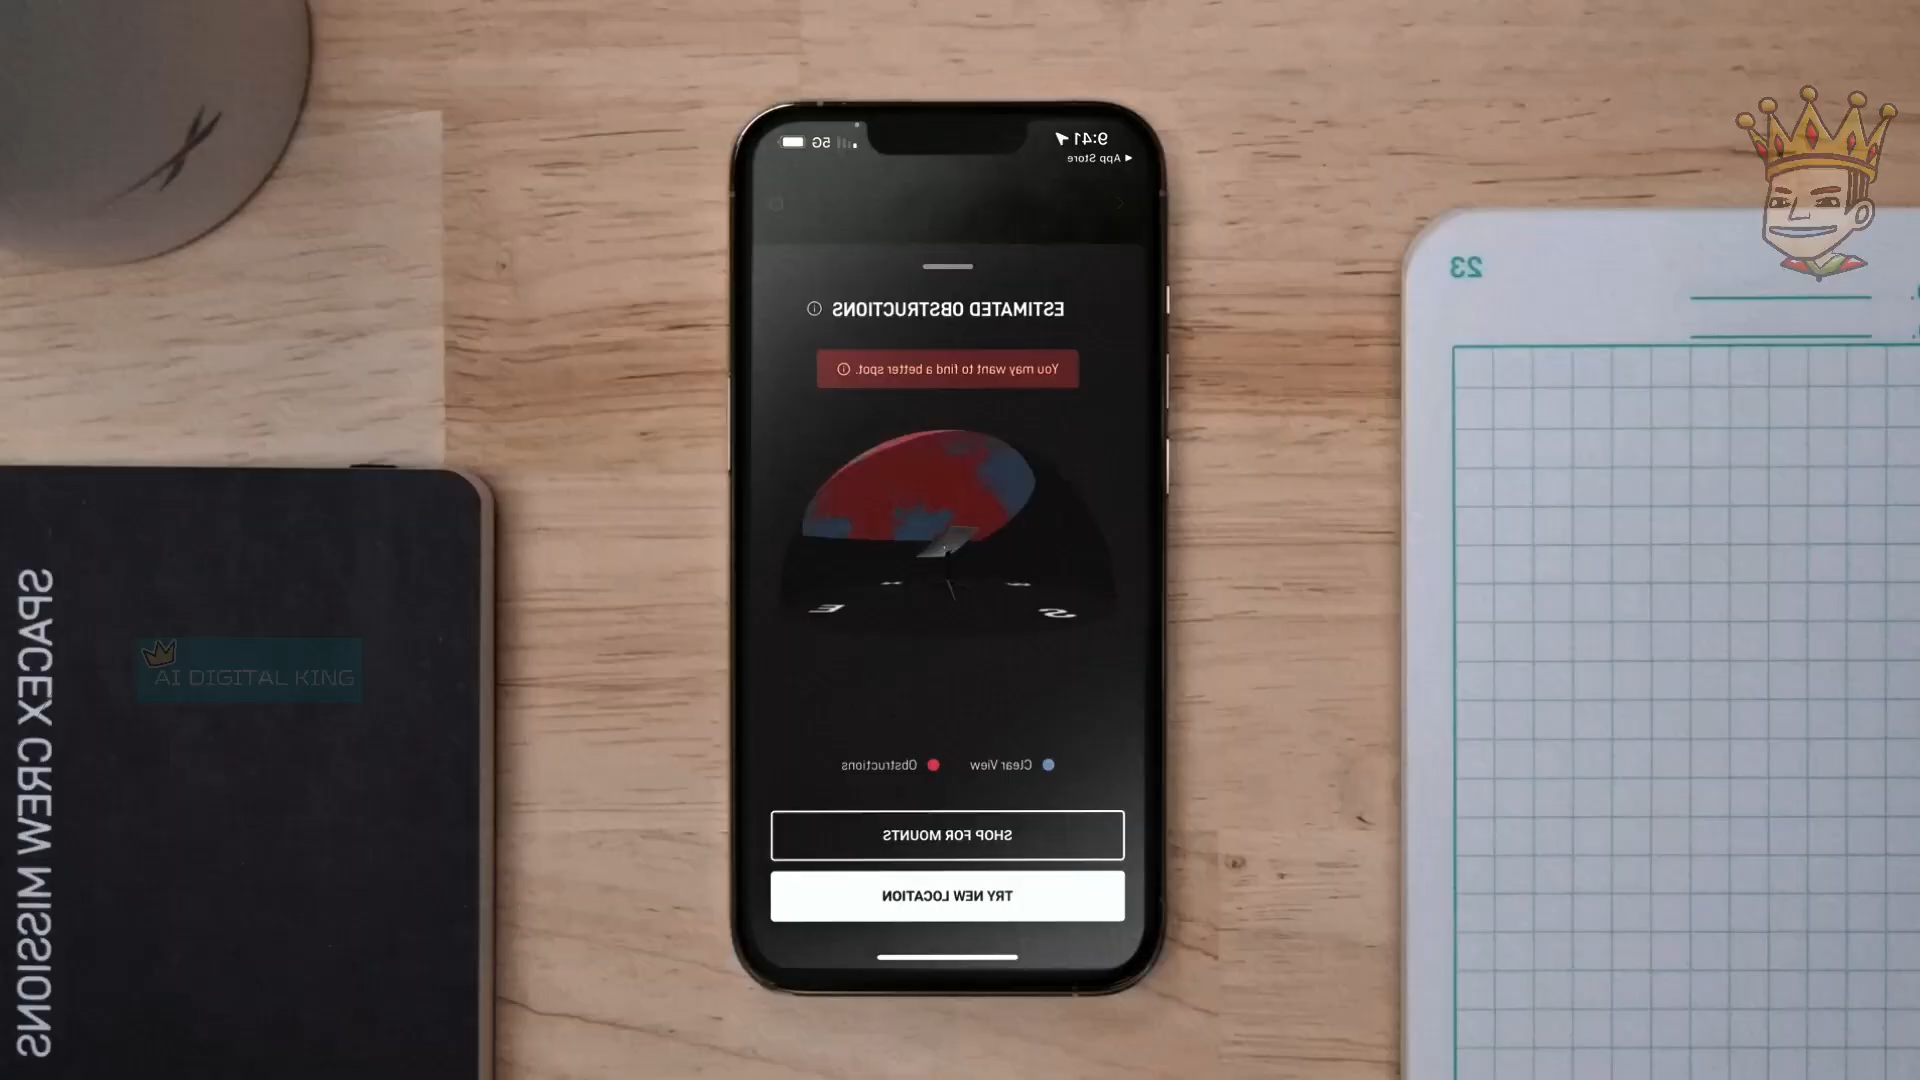 9:41
5G
◀ App Store
ESTIMATED OBSTRUCTIONS
You may want to find a better spot.
E
S
Clear View
Obstructions
SHOP FOR MOUNTS
TRY NEW LOCATION
23
SPACEX CREW MISSIONS
AI DIGITAL KING